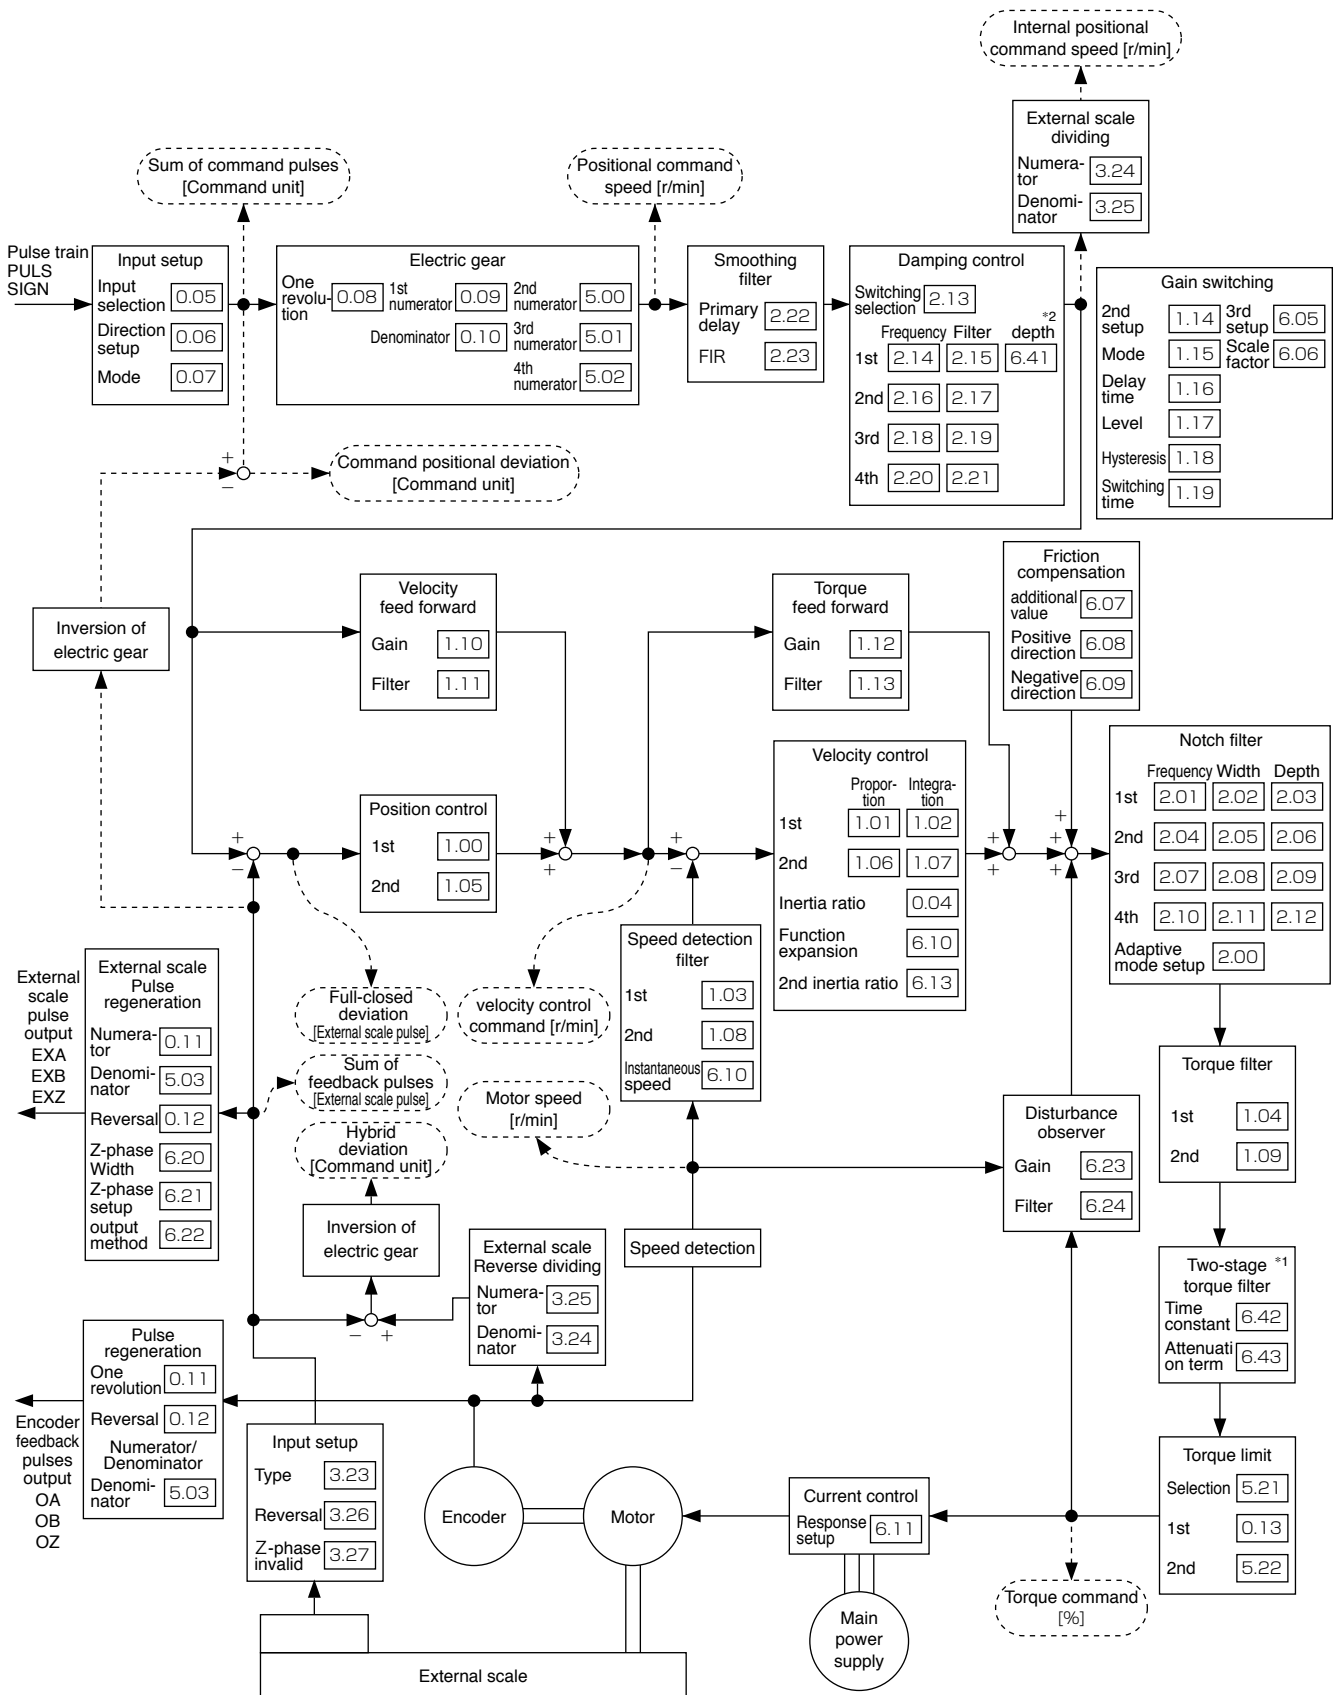 Internal positional
command speed [r/min]
External scale
dividing
Numera-
tor
3.24
Denomi-
nator
3.25
Sum of command pulses
[Command unit]
Positional command
speed [r/min]
Pulse train
PULS
SIGN
Input setup
Input
selection
0.05
Direction
setup
0.06
Mode
0.07
Electric gear
One
revolu-
tion
0.08
1st
numerator
0.09
2nd
numerator
5.00
Denominator
0.10
3rd
numerator
5.01
4th
numerator
5.02
Smoothing
filter
Primary
delay
2.22
FIR
2.23
Damping control
Switching
selection
2.13
*2
Frequency Filter depth
1st 2.14 2.15 6.41
2nd 2.16 2.17
3rd 2.18 2.19
4th 2.20 2.21
Gain switching
2nd
setup
1.14
3rd
setup
6.05
Mode
1.15
Scale
factor
6.06
Delay
time
1.16
Level
1.17
Hysteresis
1.18
Switching
time
1.19
+
−
Command positional deviation
[Command unit]
Inversion of
electric gear
Velocity
feed forward
Gain 1.10
Filter 1.11
Torque
feed forward
Gain 1.12
Filter 1.13
Friction
compensation
additional
value
6.07
Positive
direction
6.08
Negative
direction
6.09
+
−
Position control
1st 1.00
2nd 1.05
+
+
+
−
Velocity control
Propor-
tion
Integra-
tion
1st 1.01 1.02
2nd 1.06 1.07
Inertia ratio 0.04
Function
expansion
6.10
2nd inertia ratio 6.13
+
+
+
+
+
Notch filter
Frequency Width Depth
1st 2.01 2.02 2.03
2nd 2.04 2.05 2.06
3rd 2.07 2.08 2.09
4th 2.10 2.11 2.12
Adaptive
mode setup
2.00
External
scale
pulse
output
EXA
EXB
EXZ
External scale
Pulse
regeneration
Numera-
tor
0.11
Denomi-
nator
5.03
Reversal 0.12
Z-phase
Width
6.20
Z-phase
setup
6.21
output
method
6.22
Full-closed
deviation
[External scale pulse]
velocity control
command [r/min]
Sum of
feedback pulses
[External scale pulse]
Motor speed
[r/min]
Hybrid
deviation
[Command unit]
Speed detection
filter
1st 1.03
2nd 1.08
Instantaneous
speed
6.10
Disturbance
observer
Gain 6.23
Filter 6.24
Torque filter
1st 1.04
2nd 1.09
Inversion of
electric gear
External scale
Reverse dividing
Numera-
tor
3.25
Denomi-
nator
3.24
Speed detection
− +
Two-stage *1
torque filter
Time
constant
6.42
Attenuati
on term
6.43
Encoder
feedback
pulses
output
OA
OB
OZ
Pulse
regeneration
One
revolution
0.11
Reversal 0.12
Numerator/
Denominator
Denomi-
nator
5.03
Input setup
Type 3.23
Reversal 3.26
Z-phase
invalid
3.27
Encoder
Motor
Current control
Response
setup
6.11
Torque limit
Selection 5.21
1st 0.13
2nd 5.22
Main
power
supply
Torque command
[%]
External scale